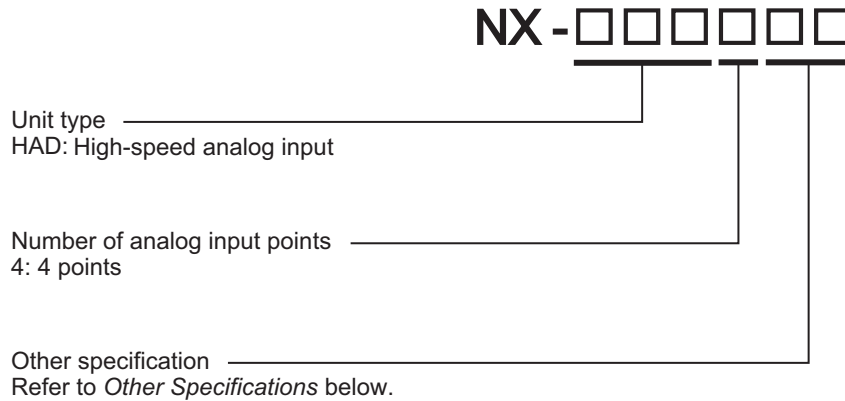 NX -□□□□□□
Unit type
HAD: High-speed analog input
Number of analog input points
4: 4 points
Other specification
Refer to Other Specifications below.